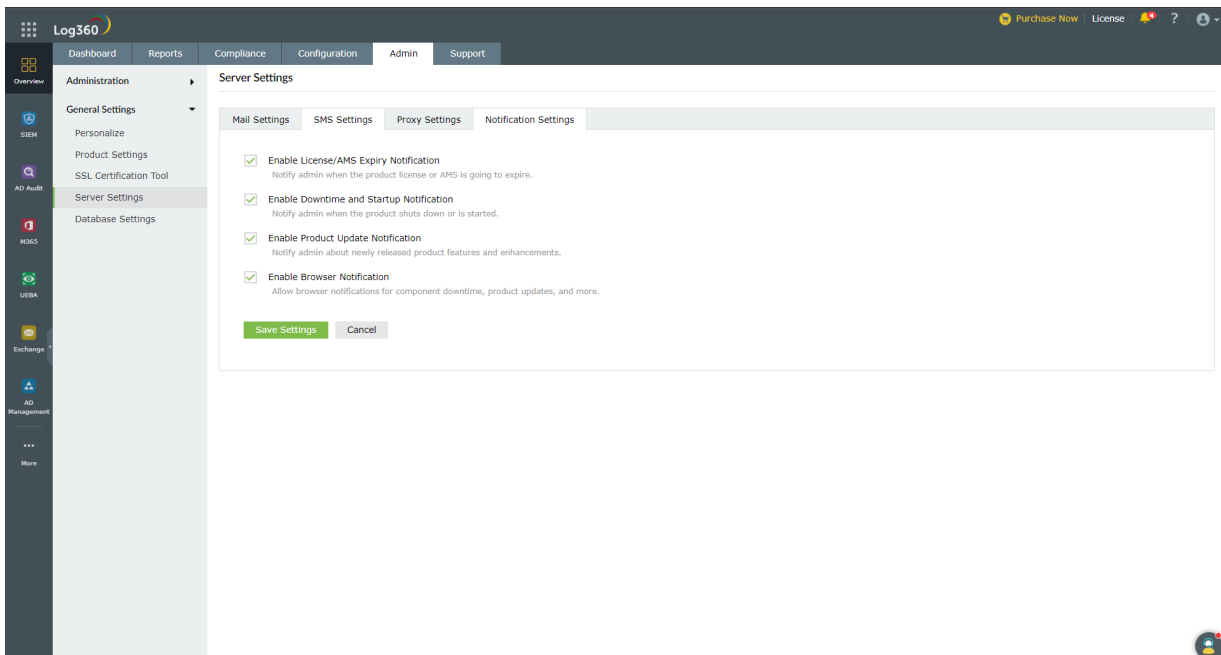 Log360
Purchase Now
License
4
?
Dashboard
Reports
Compliance
Configuration
Admin
Support
Overview
SIEM
AD Audit
M365
UEBA
Exchange
AD
Management
More
Administration
General Settings
Personalize
Product Settings
SSL Certification Tool
Server Settings
Database Settings
Server Settings
Mail Settings
SMS Settings
Proxy Settings
Notification Settings
Enable License/AMS Expiry Notification
Notify admin when the product license or AMS is going to expire.
Enable Downtime and Startup Notification
Notify admin when the product shuts down or is started.
Enable Product Update Notification
Notify admin about newly released product features and enhancements.
Enable Browser Notification
Allow browser notifications for component downtime, product updates, and more.
Save Settings
Cancel